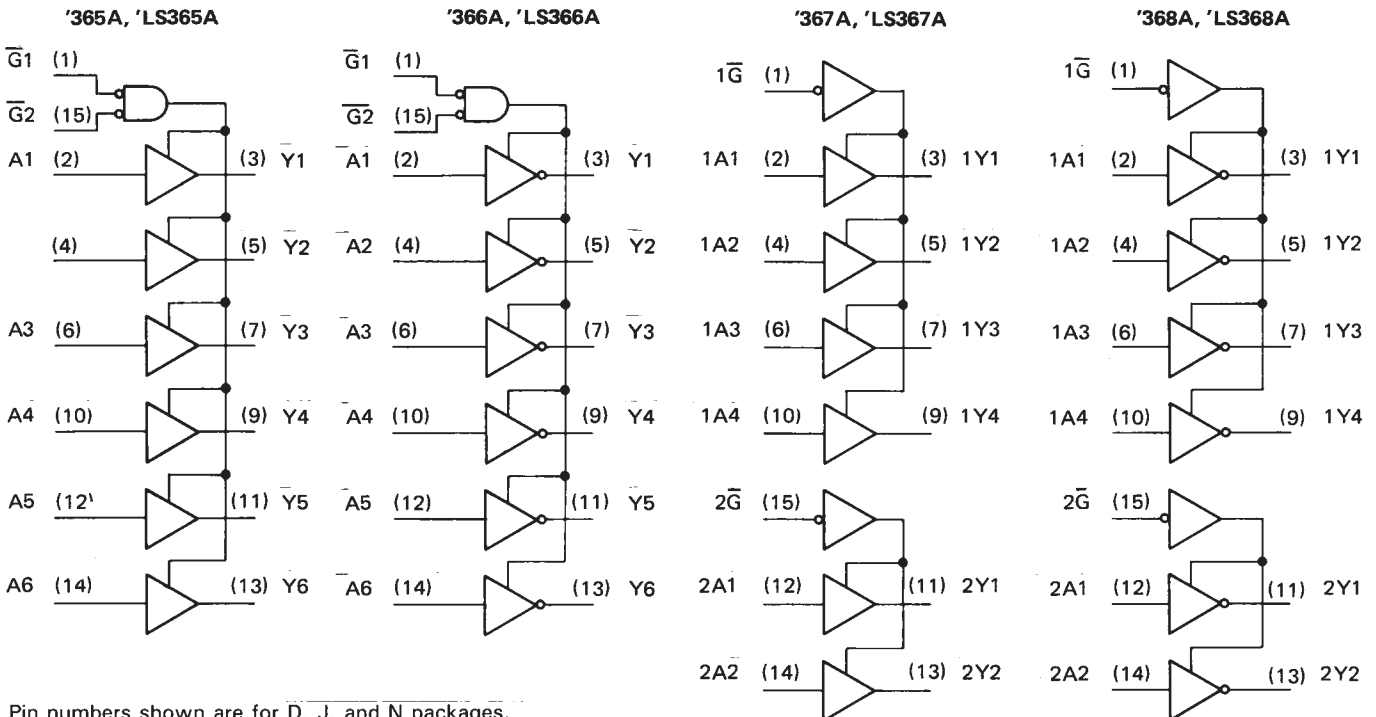 '365A, 'LS365A
G̅1 (1)
G̅2 (15)
A1 (2) (3) Y1
(4) (5) Y2
A3 (6) (7) Y3
A4 (10) (9) Y4
A5 (12) (11) Y5
A6 (14) (13) Y6
'366A, 'LS366A
G̅1 (1)
G̅2 (15)
A1 (2) (3) Y1
A2 (4) (5) Y2
A3 (6) (7) Y3
A4 (10) (9) Y4
A5 (12) (11) Y5
A6 (14) (13) Y6
'367A, 'LS367A
1G̅ (1)
1A1 (2) (3) 1Y1
1A2 (4) (5) 1Y2
1A3 (6) (7) 1Y3
1A4 (10) (9) 1Y4
2G̅ (15)
2A1 (12) (11) 2Y1
2A2 (14) (13) 2Y2
'368A, 'LS368A
1G̅ (1)
1A1 (2) (3) 1Y1
1A2 (4) (5) 1Y2
1A3 (6) (7) 1Y3
1A4 (10) (9) 1Y4
2G̅ (15)
2A1 (12) (11) 2Y1
2A2 (14) (13) 2Y2
Pin numbers shown are for D, J, and N packages.